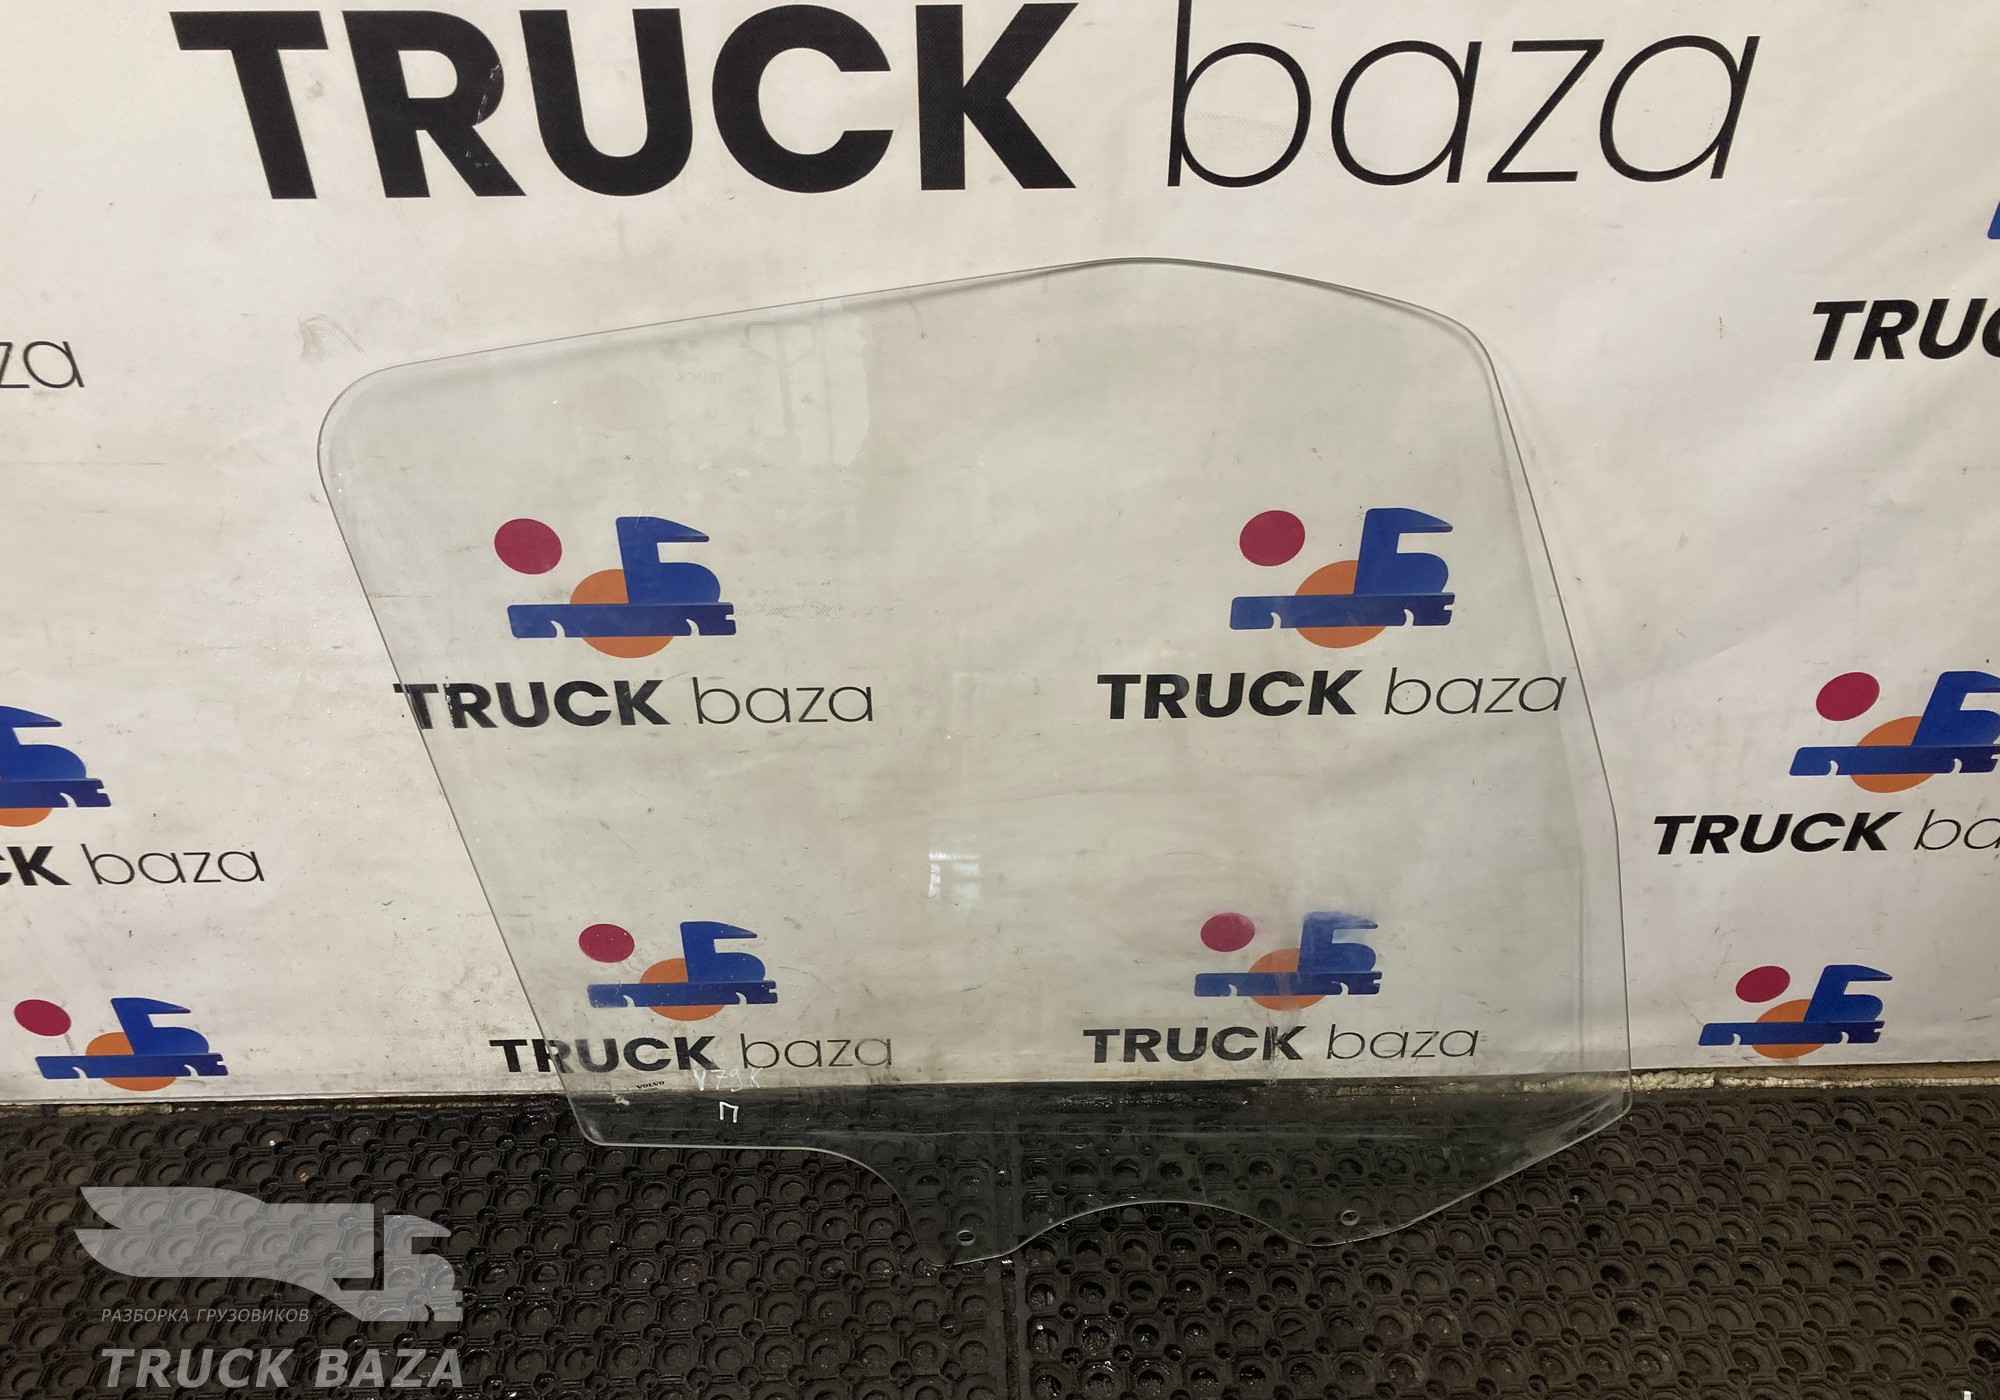 TRUCK baza
za
TRUC
TRUCK baza
TRUCK baza
TRUCK ba
CK baza
TRUCK baza
TRUCK baza
VOLVO
V79K
П
РАЗБОРКА ГРУЗОВИКОВ
TRUCK BAZA